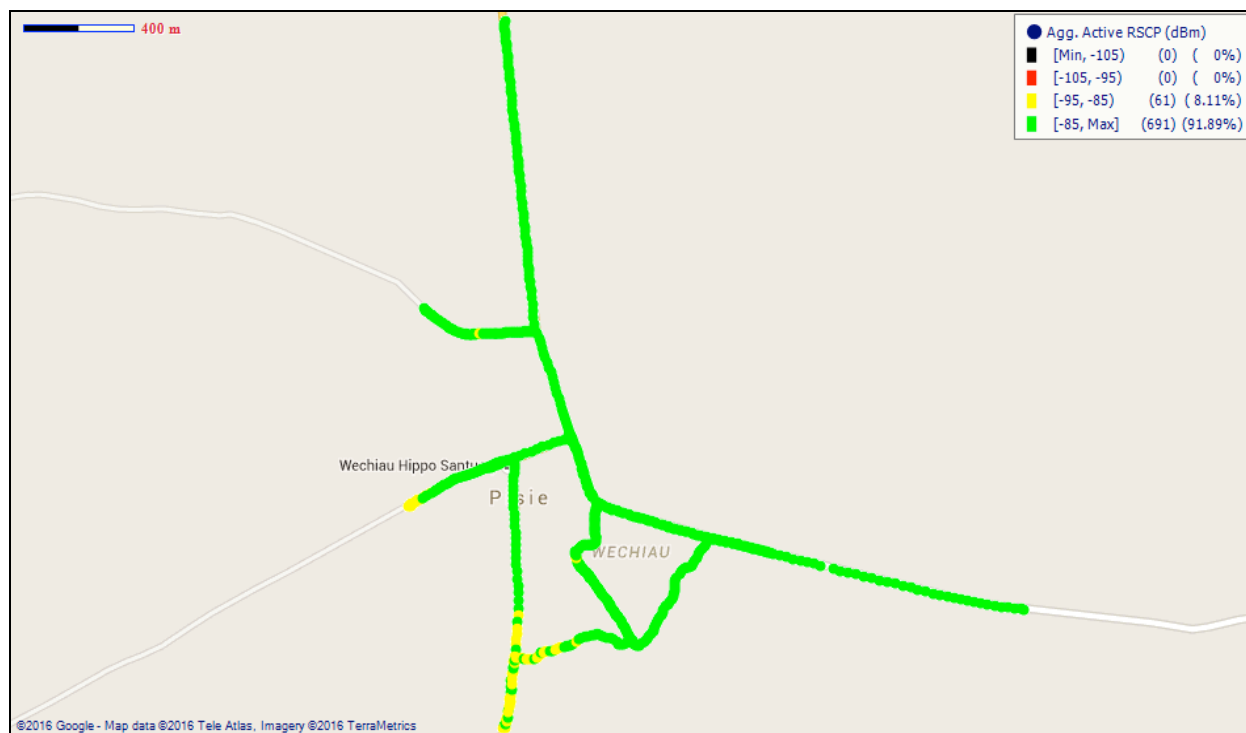 400 m
Agg. Active RSCP (dBm)
[Min, -105) (0) ( 0%)
[-105, -95) (0) ( 0%)
[-95, -85) (61) ( 8.11%)
[-85, Max] (691) (91.89%)
Wechiau Hippo
WECHIAU
©2016 Google - Map data ©2016 Tele Atlas, Imagery ©2016 TerraMetrics